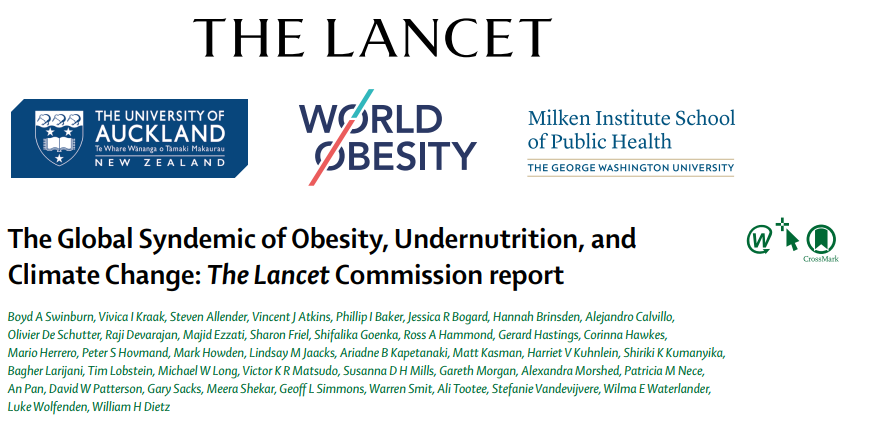 THE LANCET
THE UNIVERSITY OF
AUCKLAND
Te Whare Wānanga o Tāmaki Makaurau
NEW ZEALAND
WORLD
OBESITY
Milken Institute School
of Public Health
THE GEORGE WASHINGTON UNIVERSITY
The Global Syndemic of Obesity, Undernutrition, and
Climate Change: The Lancet Commission report
W
CrossMark
Boyd A Swinburn, Vivica I Kraak, Steven Allender, Vincent J Atkins, Phillip I Baker, Jessica R Bogard, Hannah Brinsden, Alejandro Calvillo,
Olivier De Schutter, Raji Devarajan, Majid Ezzati, Sharon Friel, Shifalika Goenka, Ross A Hammond, Gerard Hastings, Corinna Hawkes,
Mario Herrero, Peter S Hovmand, Mark Howden, Lindsay M Jaacks, Ariadne B Kapetanaki, Matt Kasman, Harriet V Kuhnlein, Shiriki K Kumanyika,
Bagher Larijani, Tim Lobstein, Michael W Long, Victor K R Matsudo, Susanna D H Mills, Gareth Morgan, Alexandra Morshed, Patricia M Nece,
An Pan, David W Patterson, Gary Sacks, Meera Shekar, Geoff L Simmons, Warren Smit, Ali Tootee, Stefanie Vandevijvere, Wilma E Waterlander,
Luke Wolfenden, William H Dietz